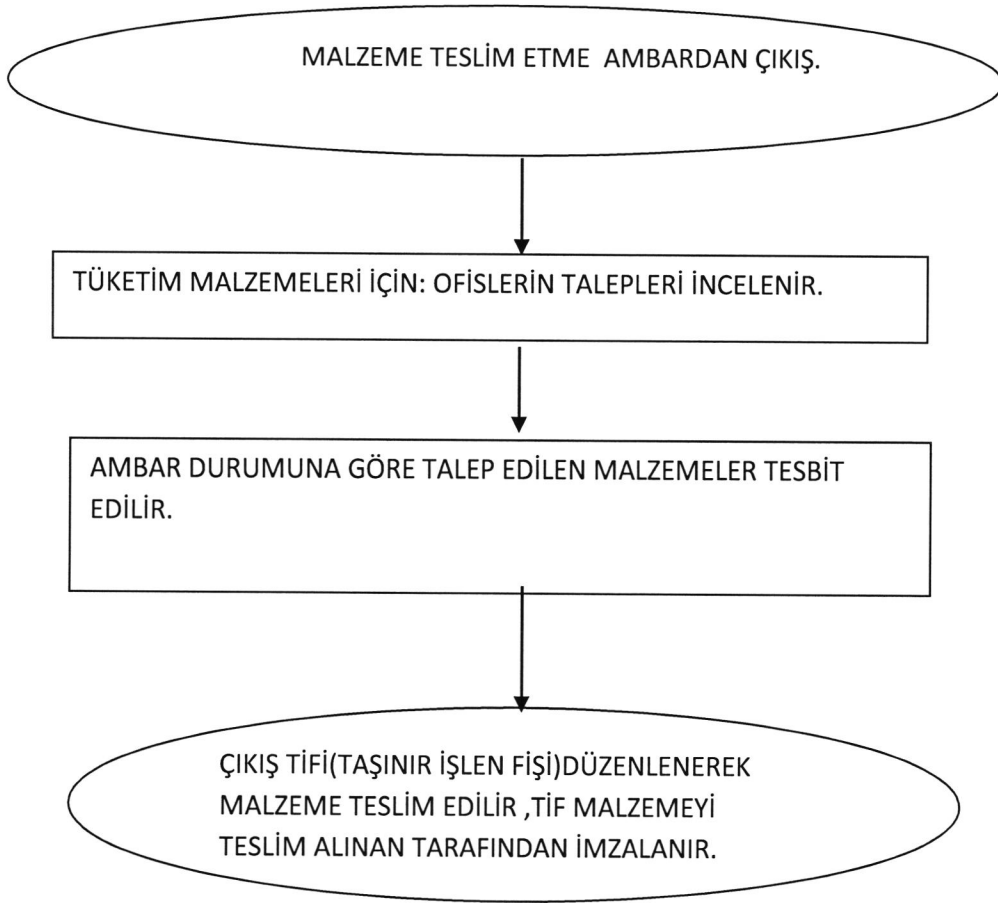 MALZEME TESLİM ETME  AMBARDAN ÇIKIŞ.
TÜKETİM MALZEMELERİ İÇİN: OFİSLERİN TALEPLERİ İNCELENİR.
AMBAR DURUMUNA GÖRE TALEP EDİLEN MALZEMELER TESBİT
EDİLİR.
ÇIKIŞ TİFİ(TAŞINIR İŞLEN FİŞİ)DÜZENLENEREK
MALZEME TESLİM EDİLİR ,TİF MALZEMEYİ
TESLİM ALINAN TARAFINDAN İMZALANIR.